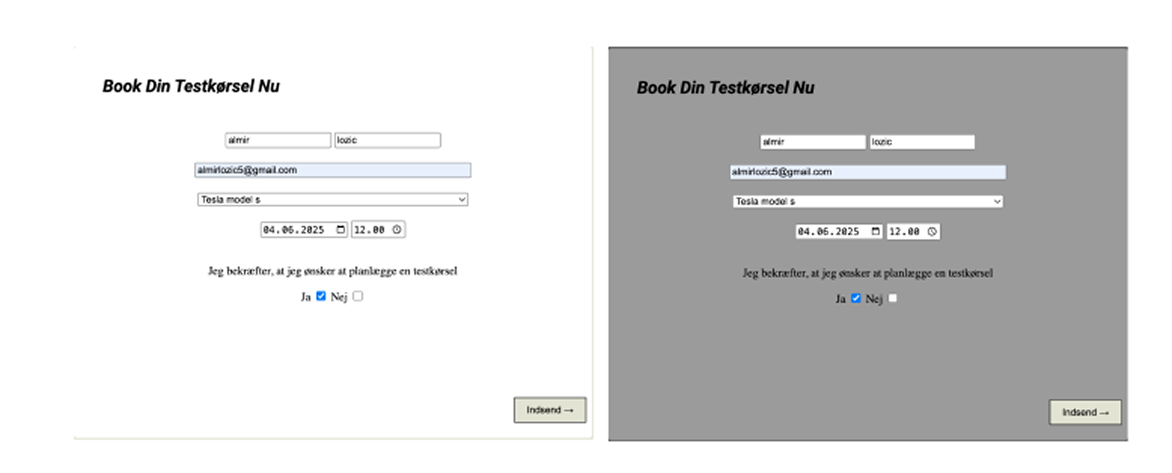 Book Din Testkørsel Nu
almir lozic
almirlozic5@gmail.com
Tesla model s
04.06.2025 12.00
Jeg bekræfter, at jeg ønsker at planlægge en testkørsel
Ja Nej
Indsend →
Book Din Testkørsel Nu
almir lozic
almirlozic5@gmail.com
Tesla model s
04.06.2025 12.00
Jeg bekræfter, at jeg ønsker at planlægge en testkørsel
Ja Nej
Indsend →